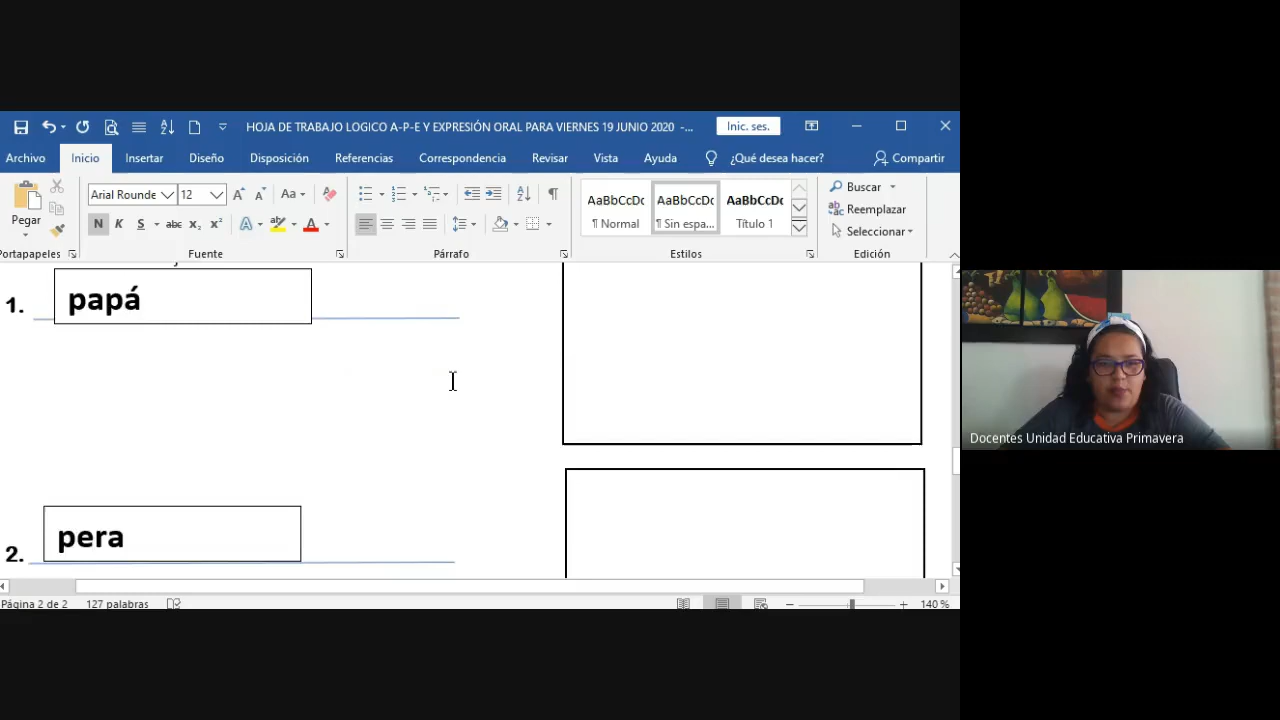 HOJA DE TRABAJO LOGICO A-P-E Y EXPRESIÓN ORAL PARA VIERNES 19 JUNIO 2020 -...
Inic. ses.
Archivo Inicio Insertar Diseño Disposición Referencias Correspondencia Revisar Vista Ayuda ¿Qué desea hacer? Compartir
Pegar
Arial Rounde 12 Aa
N K S abc x₂ x² A A
AaBbCcDc AaBbCcDc AaBbCcDc
¶ Normal ¶ Sin espa... Título 1
Buscar
Reemplazar
Seleccionar
Portapapeles Fuente Párrafo Estilos Edición
1. papá
2. pera
Página 2 de 2 127 palabras 140 %
Docentes Unidad Educativa Primavera